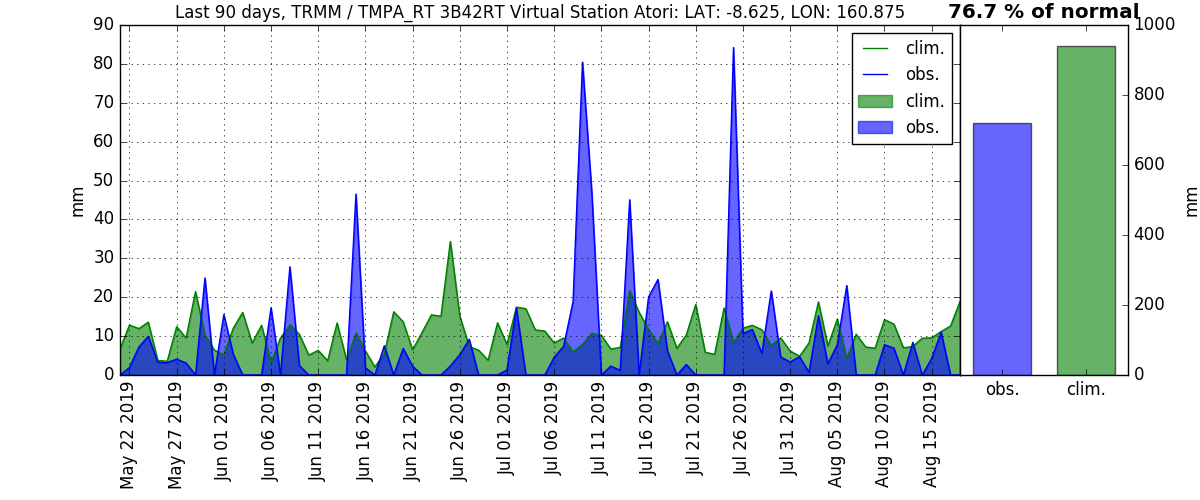 Last 90 days, TRMM / TMPA_RT 3B42RT Virtual Station Atori: LAT: -8.625, LON: 160.875
76.7 % of normal
90
80
70
60
50
40
30
20
10
0
mm
clim.
obs.
clim.
obs.
1000
800
600
400
200
0
mm
obs.
clim.
May 22 2019
May 27 2019
Jun 01 2019
Jun 06 2019
Jun 11 2019
Jun 16 2019
Jun 21 2019
Jun 26 2019
Jul 01 2019
Jul 06 2019
Jul 11 2019
Jul 16 2019
Jul 21 2019
Jul 26 2019
Jul 31 2019
Aug 05 2019
Aug 10 2019
Aug 15 2019